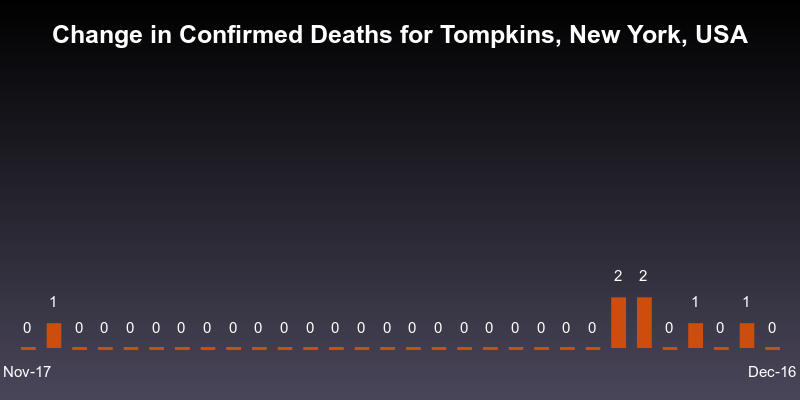 Change in Confirmed Deaths for Tompkins, New York, USA
2 2
1 1 1
0 0 0 0 0 0 0 0 0 0 0 0 0 0 0 0 0 0 0 0 0 0 0 0 0
Nov-17 Dec-16